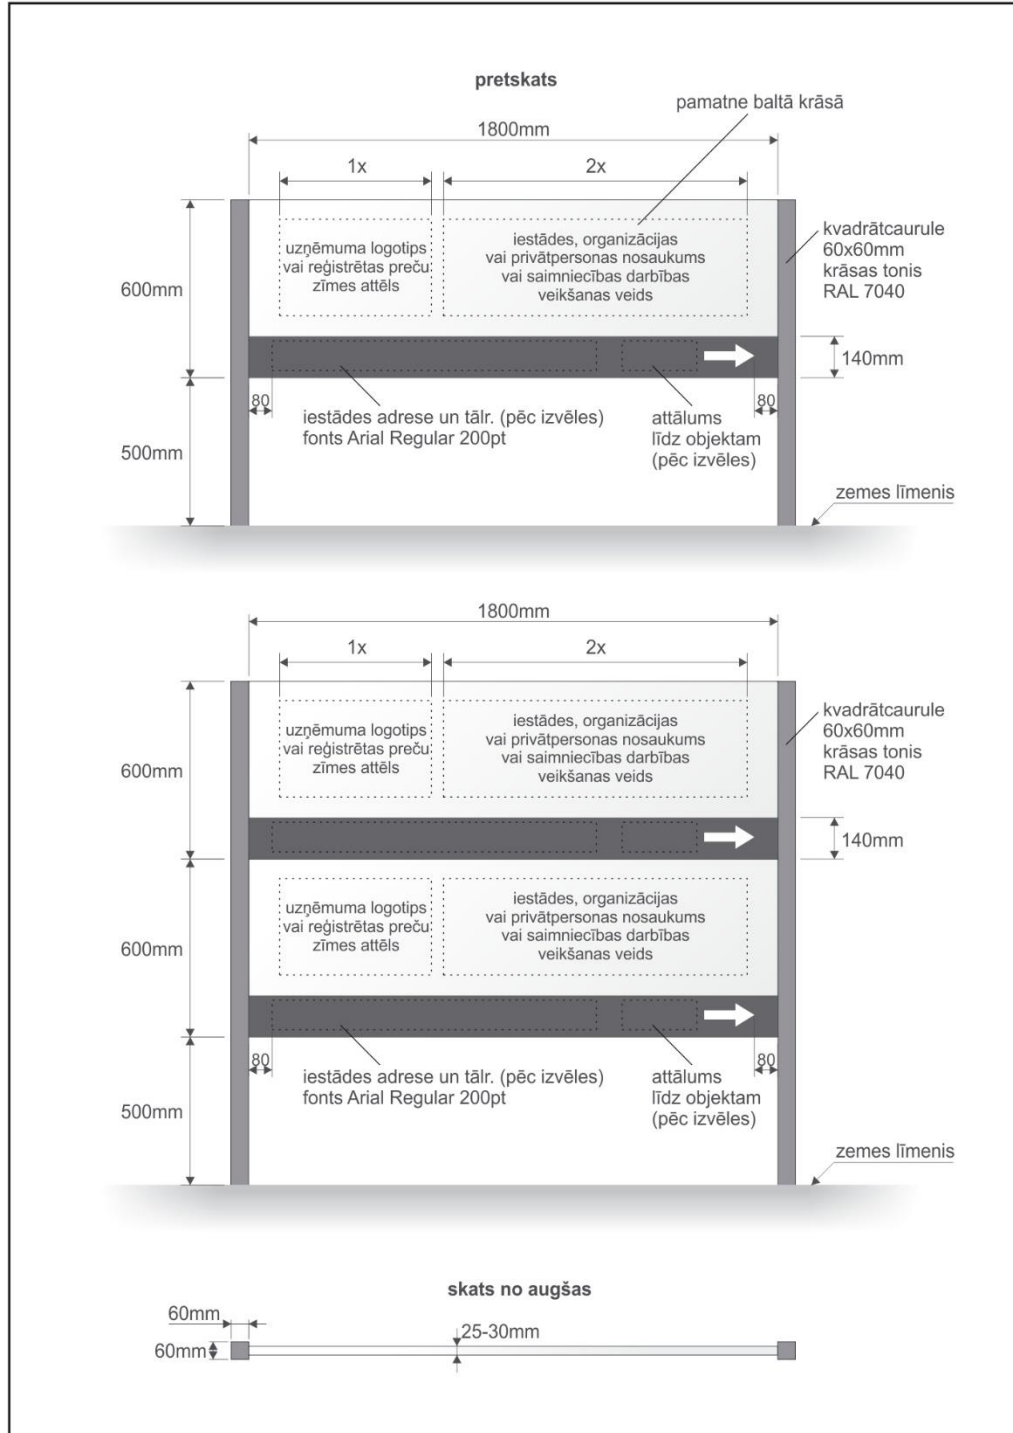 pretskats
pamatne baltā krāsā
1800mm
1x
2x
uzņēmuma logotips
vai reģistrētas preču
zīmes attēls
iestādes, organizācijas
vai privātpersonas nosaukums
vai saimniecības darbības
veikšanas veids
kvadrātcaurule
60x60mm
krāsas tonis
RAL 7040
600mm
140mm
80
80
iestādes adrese un tālr. (pēc izvēles)
fonts Arial Regular 200pt
attālums
līdz objektam
(pēc izvēles)
500mm
zemes līmenis
1800mm
1x
2x
uzņēmuma logotips
vai reģistrētas preču
zīmes attēls
iestādes, organizācijas
vai privātpersonas nosaukums
vai saimniecības darbības
veikšanas veids
kvadrātcaurule
60x60mm
krāsas tonis
RAL 7040
600mm
140mm
uzņēmuma logotips
vai reģistrētas preču
zīmes attēls
iestādes, organizācijas
vai privātpersonas nosaukums
vai saimniecības darbības
veikšanas veids
600mm
80
80
iestādes adrese un tālr. (pēc izvēles)
fonts Arial Regular 200pt
attālums
līdz objektam
(pēc izvēles)
500mm
zemes līmenis
skats no augšas
60mm
25-30mm
60mm